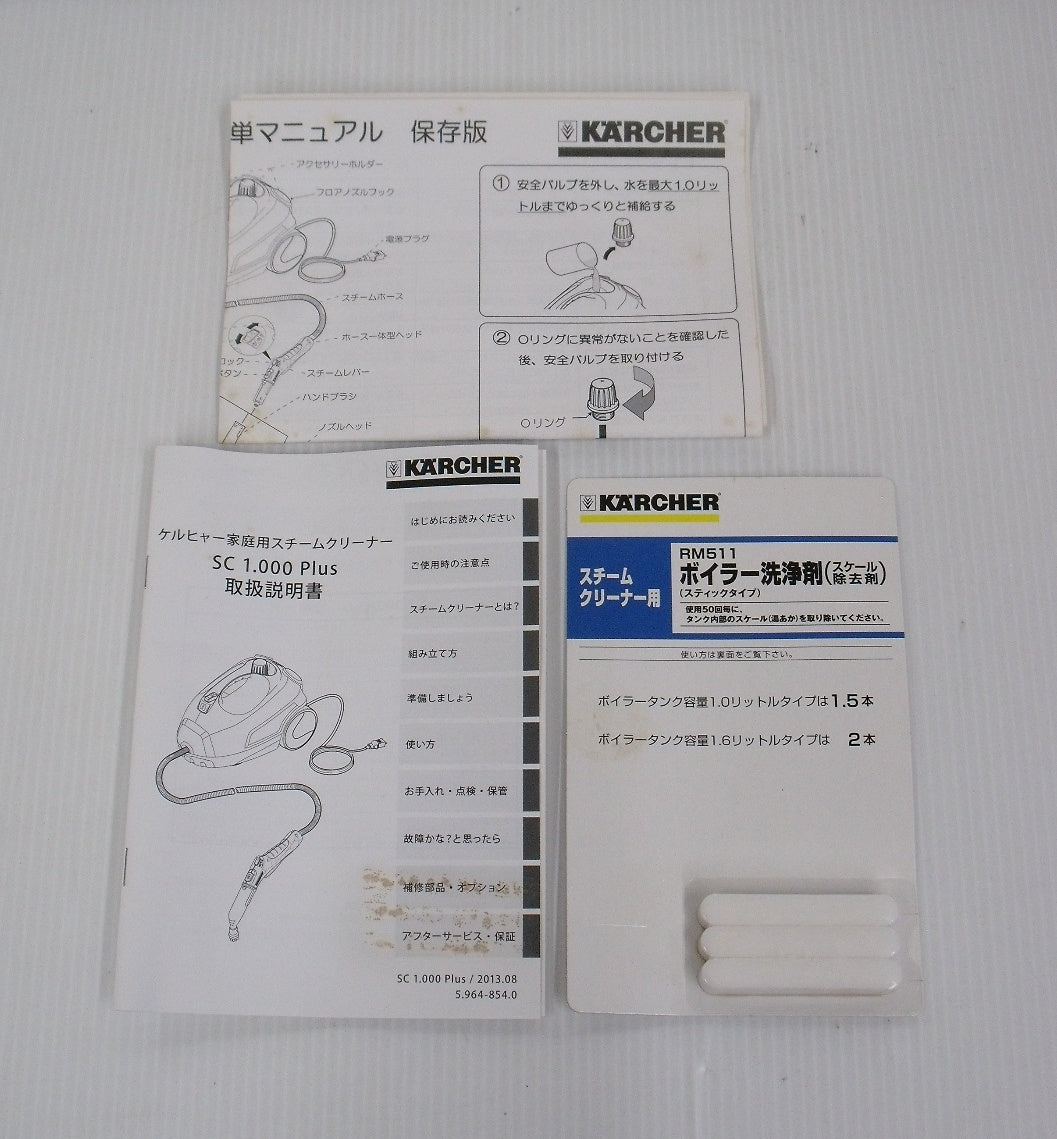 単マニュアル 保存版
KÄRCHER
アクセサリーホルダー
フロアノズルフック
電源プラグ
スチームホース
ホース一体型ヘッド
ロック
タン
スチームレバー
ハンドブラシ
ノズルヘッド
① 安全バルブを外し、水を最大1.0リッ
トルまでゆっくりと補給する
② Oリングに異常がないことを確認した
後、安全バルブを取り付ける
Oリング
KÄRCHER
ケルヒャー家庭用スチームクリーナー
SC 1.000 Plus
取扱説明書
はじめにお読みください
ご使用時の注意点
スチームクリーナーとは?
組み立て方
準備しましょう
使い方
お手入れ・点検・保管
故障かな?と思ったら
補修部品・オプション
アフターサービス・保証
SC 1.000 Plus / 2013.08
5.964-854.0
KÄRCHER
スチーム
クリーナー用
RM511
ボイラー洗浄剤(スケール除去剤)
(スティックタイプ)
使用50回毎に、
タンク内部のスケール(湯あか)を取り除いてください。
使い方は裏面をご覧下さい。
ボイラータンク容量1.0リットルタイプは1.5本
ボイラータンク容量1.6リットルタイプは 2本